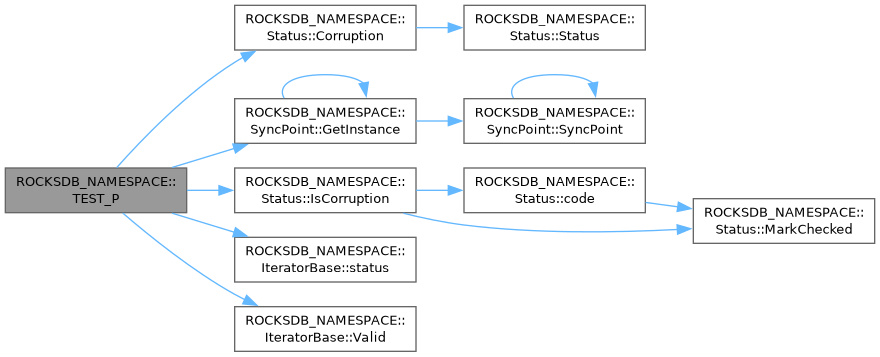 ROCKSDB_NAMESPACE::
Status::Corruption
ROCKSDB_NAMESPACE::
Status::Status
ROCKSDB_NAMESPACE::
SyncPoint::GetInstance
ROCKSDB_NAMESPACE::
SyncPoint::SyncPoint
ROCKSDB_NAMESPACE::
TEST_P
ROCKSDB_NAMESPACE::
Status::IsCorruption
ROCKSDB_NAMESPACE::
Status::code
ROCKSDB_NAMESPACE::
Status::MarkChecked
ROCKSDB_NAMESPACE::
IteratorBase::status
ROCKSDB_NAMESPACE::
IteratorBase::Valid